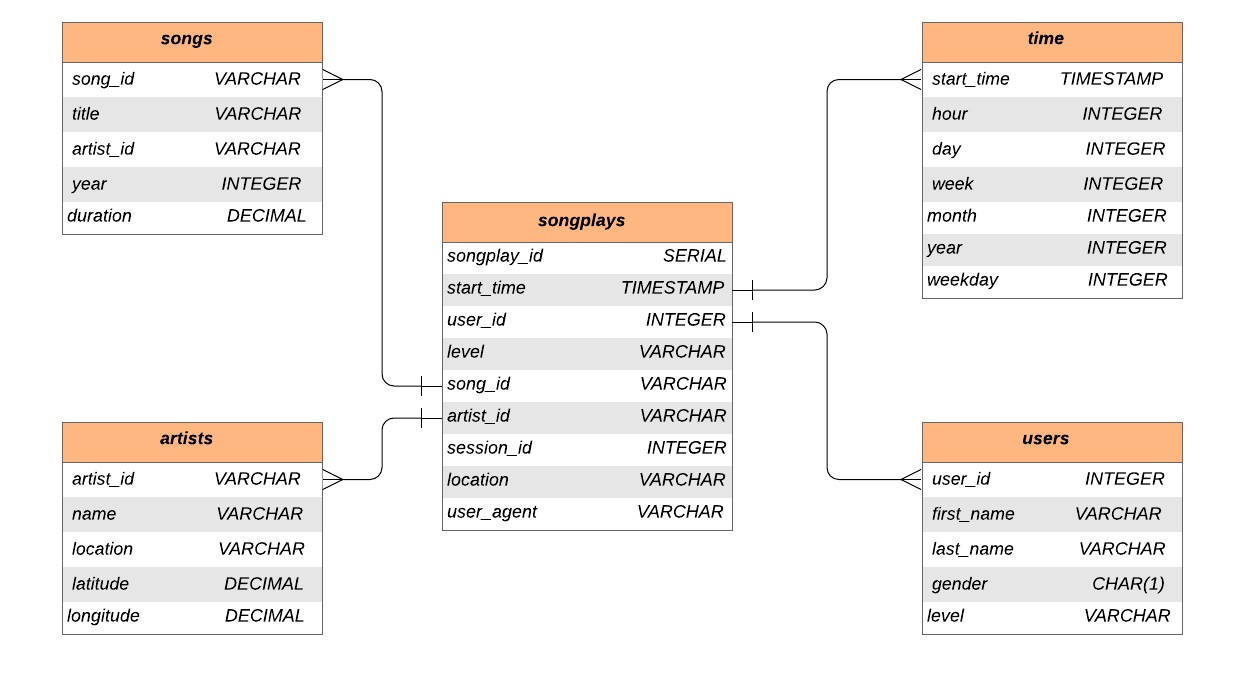 songs
song_id VARCHAR
title VARCHAR
artist_id VARCHAR
year INTEGER
duration DECIMAL
time
start_time TIMESTAMP
hour INTEGER
day INTEGER
week INTEGER
month INTEGER
year INTEGER
weekday INTEGER
songplays
songplay_id SERIAL
start_time TIMESTAMP
user_id INTEGER
level VARCHAR
song_id VARCHAR
artist_id VARCHAR
session_id INTEGER
location VARCHAR
user_agent VARCHAR
artists
artist_id VARCHAR
name VARCHAR
location VARCHAR
latitude DECIMAL
longitude DECIMAL
users
user_id INTEGER
first_name VARCHAR
last_name VARCHAR
gender CHAR(1)
level VARCHAR